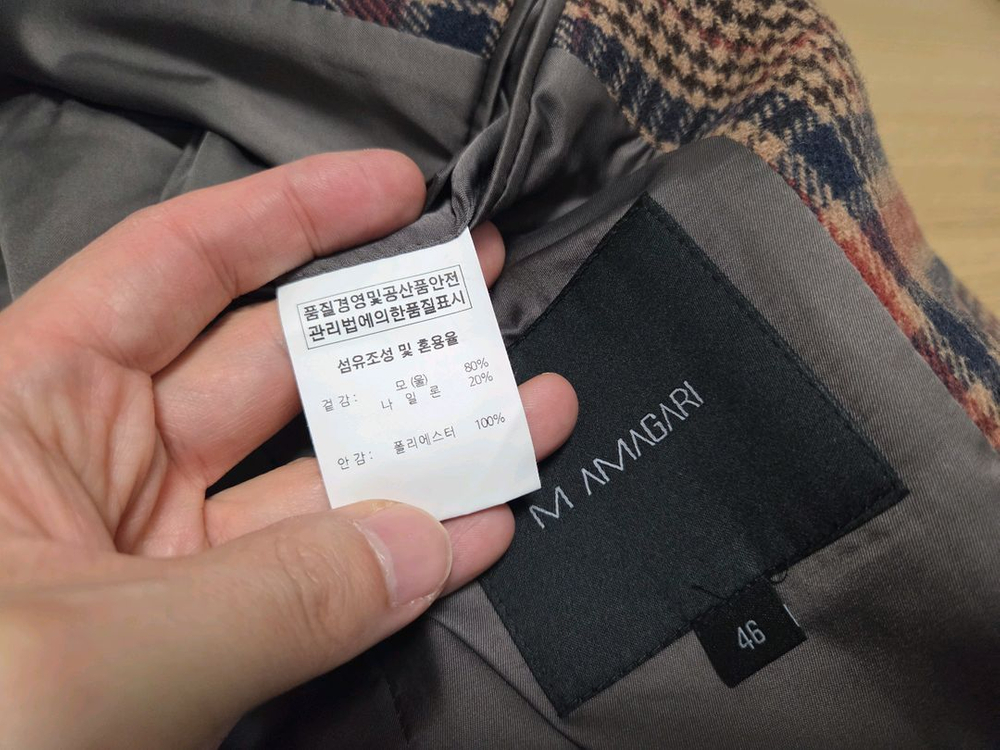 품질경영및공산품안전
관리법에의한품질표시
섬유조성 및 혼용율
겉감: 모(울) 80%
나 일 론 20%
안감: 폴리에스터 100%
M AMAGARI
46